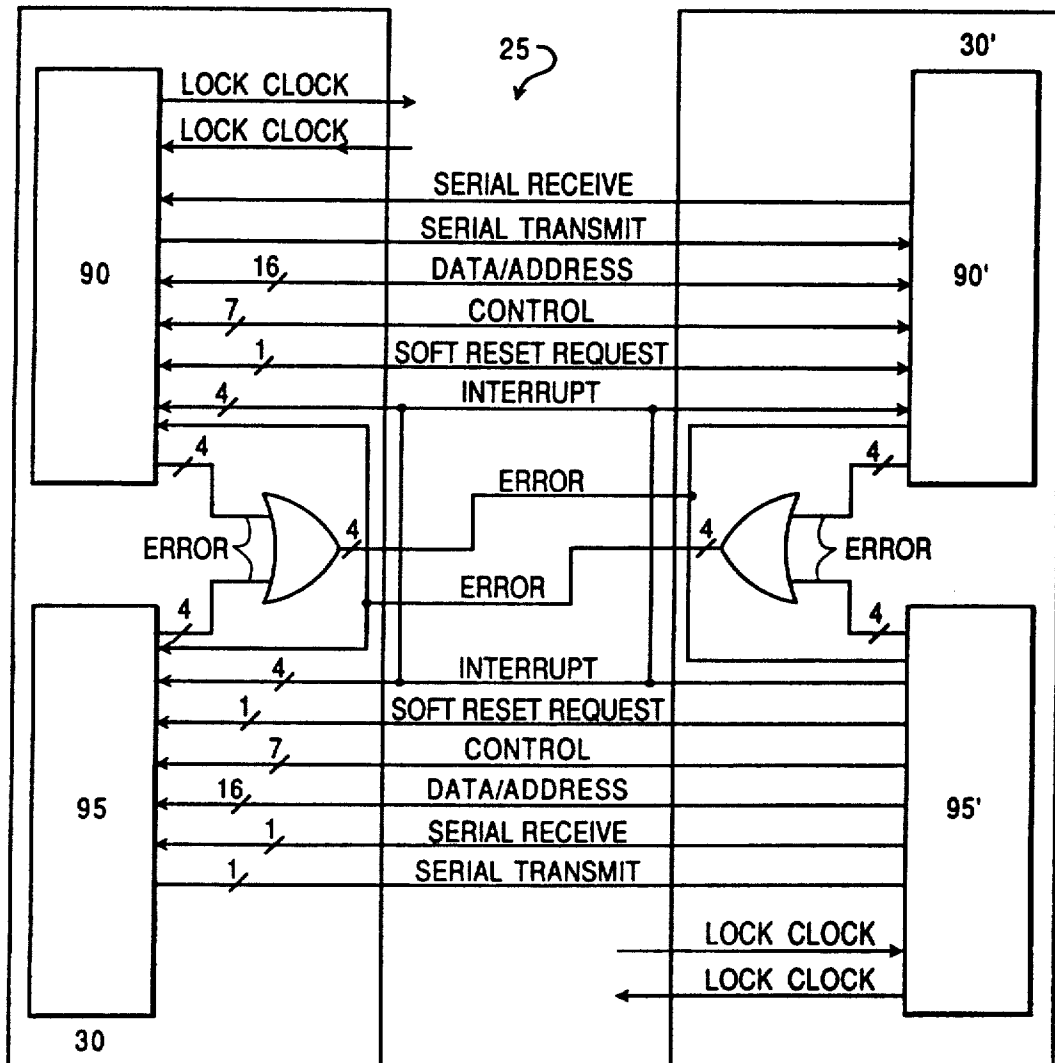 25
30'
LOCK CLOCK
LOCK CLOCK
SERIAL RECEIVE
SERIAL TRANSMIT
90
16
DATA/ADDRESS
90'
7
CONTROL
1
SOFT RESET REQUEST
4
INTERRUPT
4
4
ERROR
ERROR
4
4
ERROR
ERROR
4
4
4
INTERRUPT
1
SOFT RESET REQUEST
7
CONTROL
95
16
DATA/ADDRESS
95'
1
SERIAL RECEIVE
1
SERIAL TRANSMIT
LOCK CLOCK
LOCK CLOCK
30